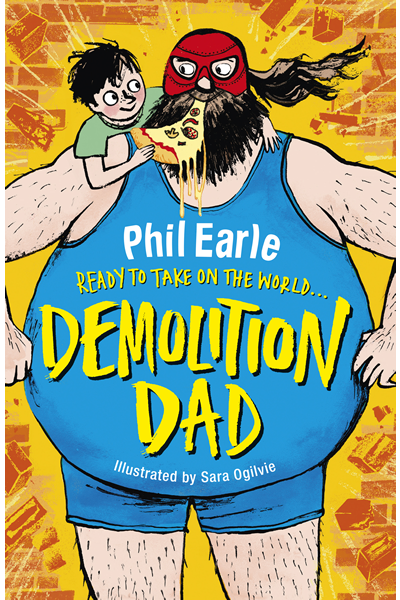 Phil Earle
READY TO TAKE ON THE WORLD...
DEMOLITION
DAD
Illustrated by Sara Ogilvie